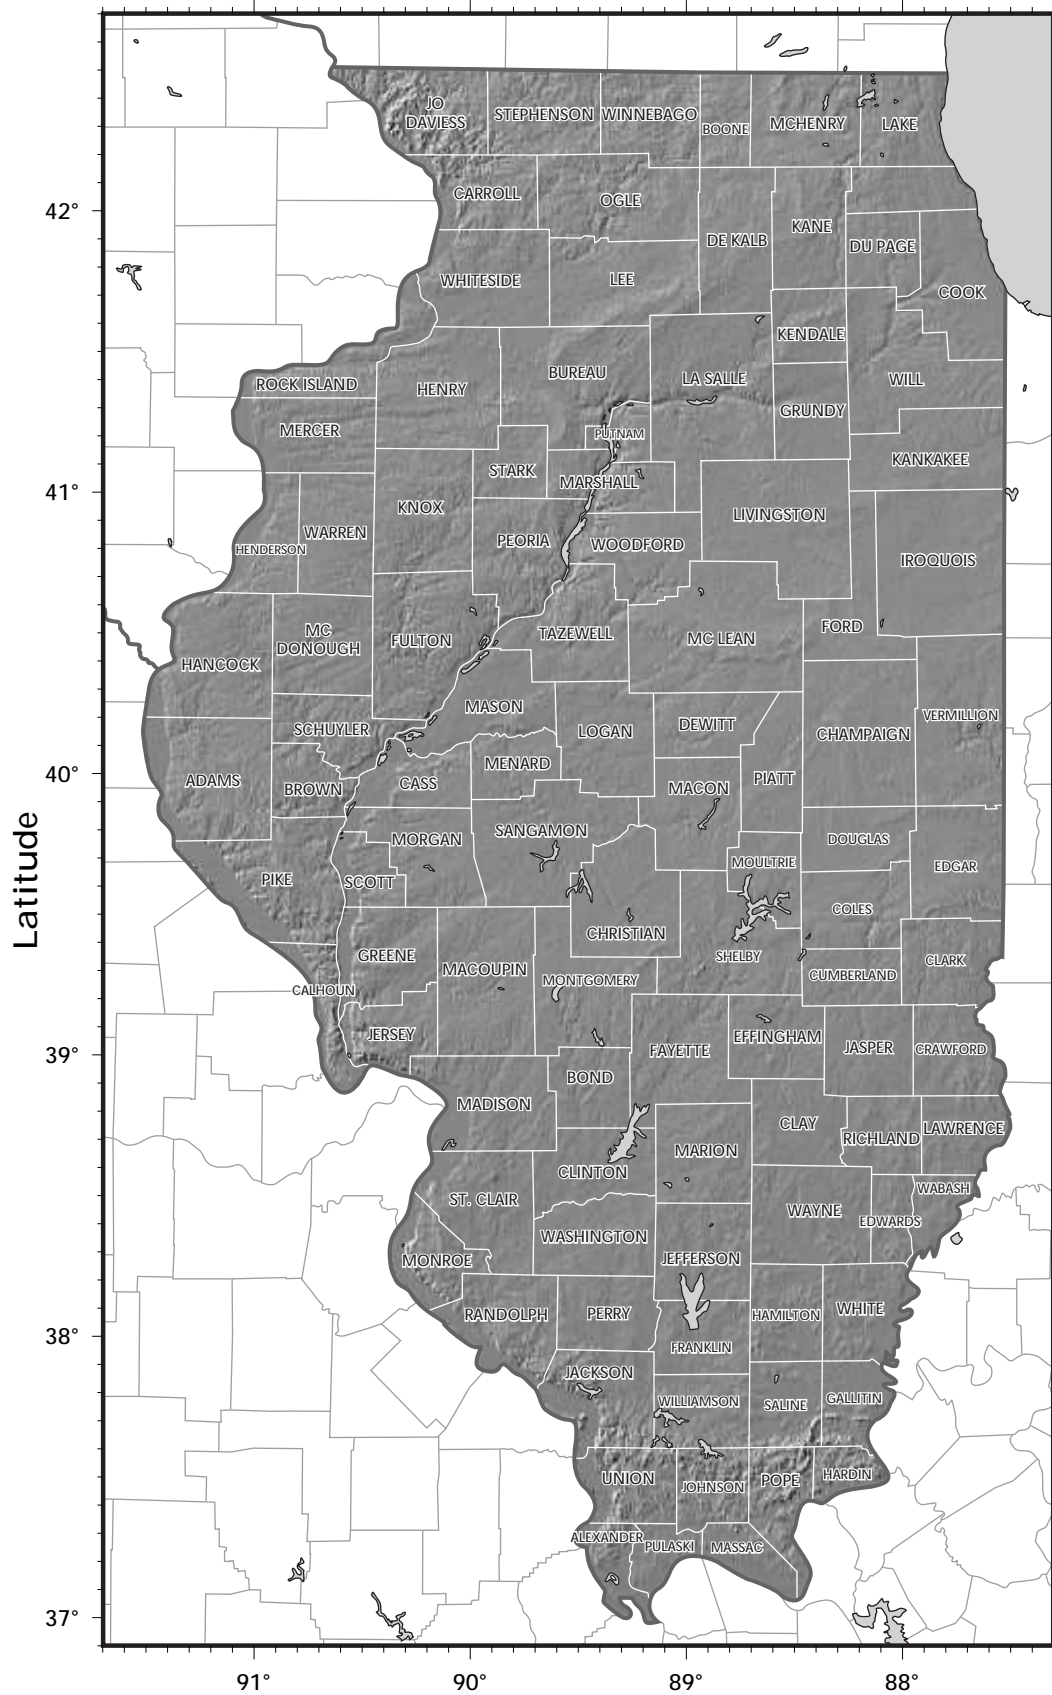 JO
DAVIESS
STEPHENSON
WINNEBAGO
BOONE
MCHENRY
LAKE
CARROLL
OGLE
42°
DE KALB
KANE
DU PAGE
WHITESIDE
LEE
COOK
KENDALE
ROCK ISLAND
HENRY
BUREAU
LA SALLE
WILL
GRUNDY
MERCER
PUTNAM
KANKAKEE
STARK
MARSHALL
41°
KNOX
LIVINGSTON
WARREN
HENDERSON
PEORIA
WOODFORD
IROQUOIS
MC
DONOUGH
FULTON
TAZEWELL
MC LEAN
FORD
HANCOCK
MASON
SCHUYLER
LOGAN
DEWITT
CHAMPAIGN
VERMILLION
40°
ADAMS
BROWN
CASS
MENARD
MACON
PIATT
Latitude
MORGAN
SANGAMON
DOUGLAS
MOULTRIE
EDGAR
PIKE
SCOTT
COLES
CHRISTIAN
GREENE
MACOUPIN
MONTGOMERY
SHELBY
CUMBERLAND
CLARK
CALHOUN
JERSEY
39°
FAYETTE
EFFINGHAM
JASPER
CRAWFORD
BOND
MADISON
CLAY
RICHLAND
LAWRENCE
MARION
CLINTON
ST. CLAIR
WABASH
WAYNE
EDWARDS
WASHINGTON
MONROE
JEFFERSON
RANDOLPH
PERRY
HAMILTON
WHITE
38°
FRANKLIN
JACKSON
WILLIAMSON
SALINE
GALLITIN
UNION
JOHNSON
POPE
HARDIN
ALEXANDER
PULASKI
MASSAC
37°
91°
90°
89°
88°